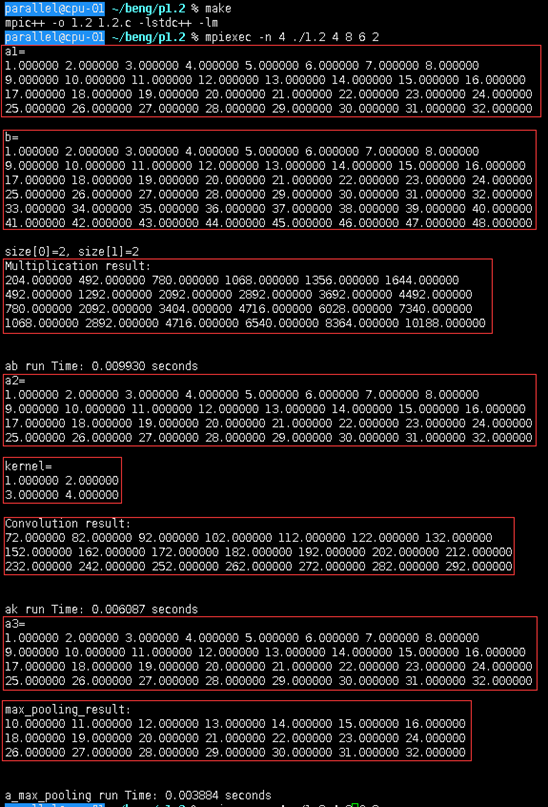 parallel@cpu-01 ~/beng/p1.2 % make
mpic++ -o 1.2 1.2.c -lstdc++ -lm
parallel@cpu-01 ~/beng/p1.2 % mpiexec -n 4 ./1.2 4 8 6 2
a1=
1.000000 2.000000 3.000000 4.000000 5.000000 6.000000 7.000000 8.000000
9.000000 10.000000 11.000000 12.000000 13.000000 14.000000 15.000000 16.000000
17.000000 18.000000 19.000000 20.000000 21.000000 22.000000 23.000000 24.000000
25.000000 26.000000 27.000000 28.000000 29.000000 30.000000 31.000000 32.000000
b=
1.000000 2.000000 3.000000 4.000000 5.000000 6.000000 7.000000 8.000000
9.000000 10.000000 11.000000 12.000000 13.000000 14.000000 15.000000 16.000000
17.000000 18.000000 19.000000 20.000000 21.000000 22.000000 23.000000 24.000000
25.000000 26.000000 27.000000 28.000000 29.000000 30.000000 31.000000 32.000000
33.000000 34.000000 35.000000 36.000000 37.000000 38.000000 39.000000 40.000000
41.000000 42.000000 43.000000 44.000000 45.000000 46.000000 47.000000 48.000000
size[0]=2, size[1]=2
Multiplication result:
204.000000 492.000000 780.000000 1068.000000 1356.000000 1644.000000
492.000000 1292.000000 2092.000000 2892.000000 3692.000000 4492.000000
780.000000 2092.000000 3404.000000 4716.000000 6028.000000 7340.000000
1068.000000 2892.000000 4716.000000 6540.000000 8364.000000 10188.000000
ab run Time: 0.009930 seconds
a2=
1.000000 2.000000 3.000000 4.000000 5.000000 6.000000 7.000000 8.000000
9.000000 10.000000 11.000000 12.000000 13.000000 14.000000 15.000000 16.000000
17.000000 18.000000 19.000000 20.000000 21.000000 22.000000 23.000000 24.000000
25.000000 26.000000 27.000000 28.000000 29.000000 30.000000 31.000000 32.000000
kernel=
1.000000 2.000000
3.000000 4.000000
Convolution result:
72.000000 82.000000 92.000000 102.000000 112.000000 122.000000 132.000000
152.000000 162.000000 172.000000 182.000000 192.000000 202.000000 212.000000
232.000000 242.000000 252.000000 262.000000 272.000000 282.000000 292.000000
ak run Time: 0.006087 seconds
a3=
1.000000 2.000000 3.000000 4.000000 5.000000 6.000000 7.000000 8.000000
9.000000 10.000000 11.000000 12.000000 13.000000 14.000000 15.000000 16.000000
17.000000 18.000000 19.000000 20.000000 21.000000 22.000000 23.000000 24.000000
25.000000 26.000000 27.000000 28.000000 29.000000 30.000000 31.000000 32.000000
max_pooling_result:
10.000000 11.000000 12.000000 13.000000 14.000000 15.000000 16.000000
18.000000 19.000000 20.000000 21.000000 22.000000 23.000000 24.000000
26.000000 27.000000 28.000000 29.000000 30.000000 31.000000 32.000000
a_max_pooling run Time: 0.003884 seconds